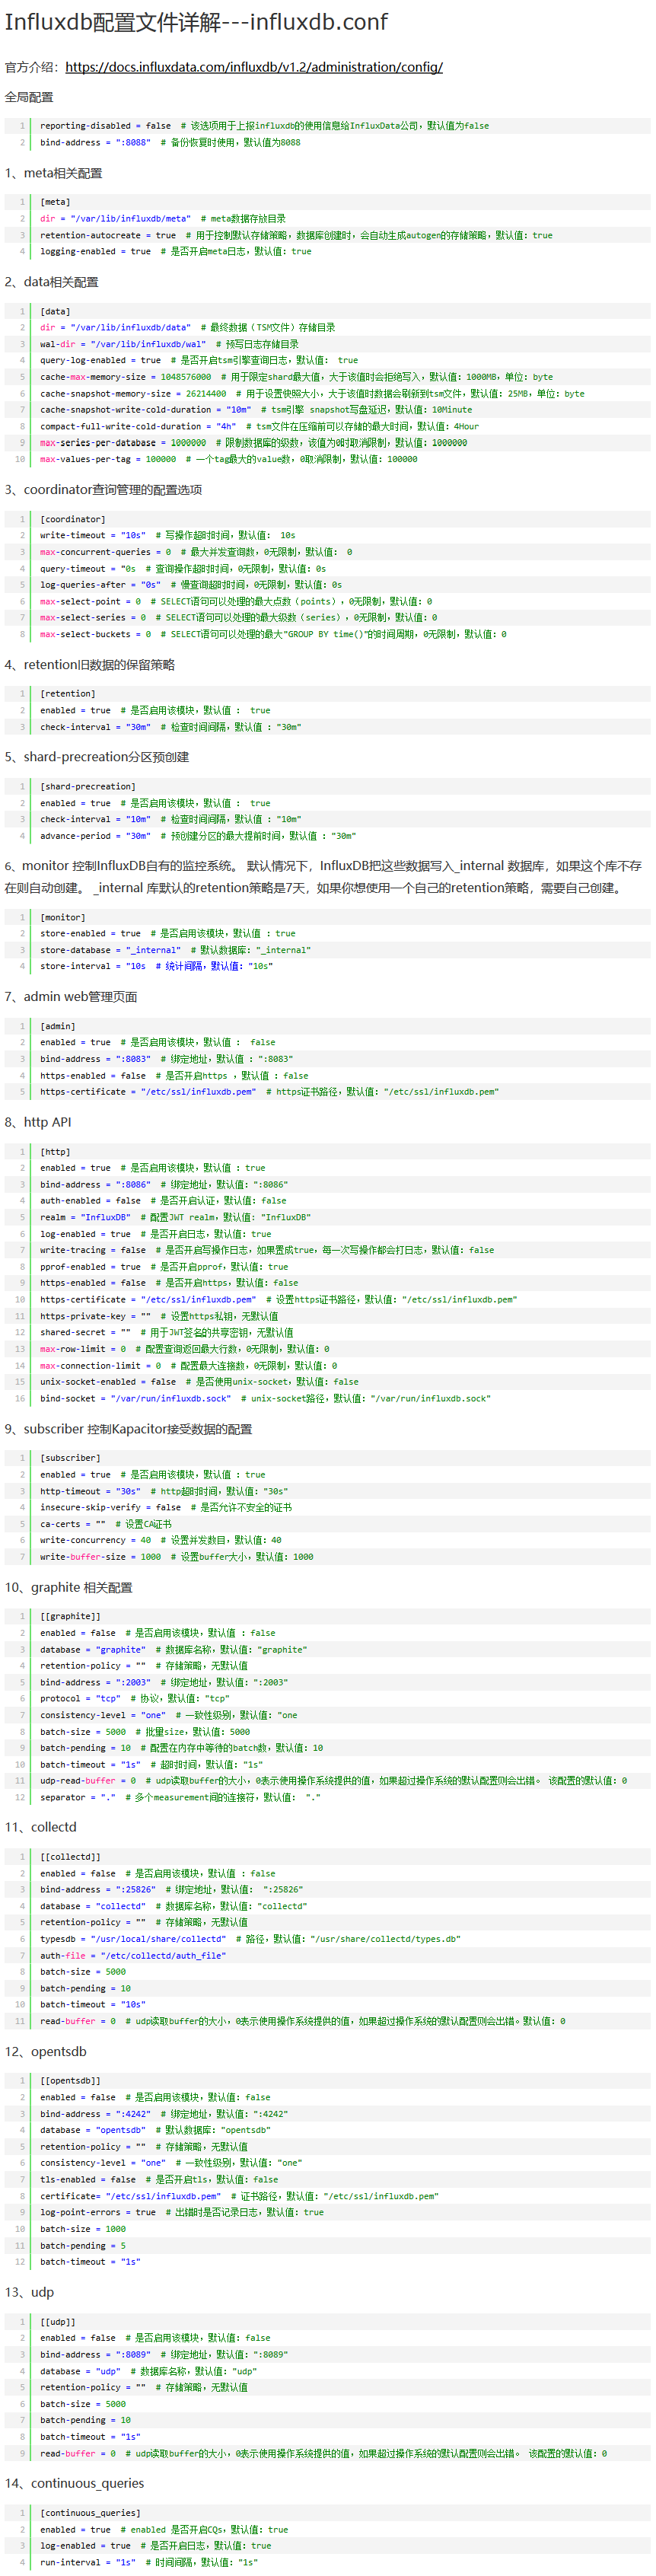 Influxdb配置文件详解---influxdb.conf
官方介绍：https://docs.influxdata.com/influxdb/v1.2/administration/config/
全局配置
1 reporting-disabled = false  # 该选项用于上报influxdb的使用信息给InfluxData公司，默认值为false
2 bind-address = ":8088"  # 备份恢复时使用，默认值为8088
1、meta相关配置
1 [meta]
2 dir = "/var/lib/influxdb/meta"  # meta数据存放目录
3 retention-autocreate = true  # 用于控制默认存储策略，数据库创建时，会自动生成autogen的存储策略，默认值：true
4 logging-enabled = true  # 是否开启meta日志，默认值：true
2、data相关配置
1 [data]
2 dir = "/var/lib/influxdb/data"  # 最终数据（TSM文件）存储目录
3 wal-dir = "/var/lib/influxdb/wal"  # 预写日志存储目录
4 query-log-enabled = true  # 是否开启tsm引擎查询日志，默认值： true
5 cache-max-memory-size = 1048576000  # 用于限定shard最大值，大于该值时会拒绝写入，默认值：1000MB，单位：byte
6 cache-snapshot-memory-size = 26214400  # 用于设置快照大小，大于该值时数据会刷新到tsm文件，默认值：25MB，单位：byte
7 cache-snapshot-write-cold-duration = "10m"  # tsm引擎 snapshot写盘延迟，默认值：10Minute
8 compact-full-write-cold-duration = "4h"  # tsm文件在压缩前可以存储的最大时间，默认值：4Hour
9 max-series-per-database = 1000000  # 限制数据库的级数，该值为0时取消限制，默认值：1000000
10 max-values-per-tag = 100000  # 一个tag最大的value数，0取消限制，默认值：100000
3、coordinator查询管理的配置选项
1 [coordinator]
2 write-timeout = "10s"  # 写操作超时时间，默认值： 10s
3 max-concurrent-queries = 0  # 最大并发查询数，0无限制，默认值： 0
4 query-timeout = "0s  # 查询操作超时时间，0无限制，默认值：0s
5 log-queries-after = "0s"  # 慢查询超时时间，0无限制，默认值：0s
6 max-select-point = 0  # SELECT语句可以处理的最大点数（points），0无限制，默认值：0
7 max-select-series = 0  # SELECT语句可以处理的最大级数（series），0无限制，默认值：0
8 max-select-buckets = 0  # SELECT语句可以处理的最大"GROUP BY time()"的时间周期，0无限制，默认值：0
4、retention旧数据的保留策略
1 [retention]
2 enabled = true  # 是否启用该模块，默认值 ： true
3 check-interval = "30m"  # 检查时间间隔，默认值 ："30m"
5、shard-precreation分区预创建
1 [shard-precreation]
2 enabled = true  # 是否启用该模块，默认值 ： true
3 check-interval = "10m"  # 检查时间间隔，默认值 ："10m"
4 advance-period = "30m"  # 预创建分区的最大提前时间，默认值 ："30m"
6、monitor 控制InfluxDB自有的监控系统。 默认情况下，InfluxDB把这些数据写入_internal 数据库，如果这个库不存
在则自动创建。 _internal 库默认的retention策略是7天，如果你想使用一个自己的retention策略，需要自己创建。
1 [monitor]
2 store-enabled = true  # 是否启用该模块，默认值 ：true
3 store-database = "_internal"  # 默认数据库："_internal"
4 store-interval = "10s  # 统计间隔，默认值："10s"
7、admin web管理页面
1 [admin]
2 enabled = true  # 是否启用该模块，默认值 ： false
3 bind-address = ":8083"  # 绑定地址，默认值 ：":8083"
4 https-enabled = false  # 是否开启https ，默认值 ：false
5 https-certificate = "/etc/ssl/influxdb.pem"  # https证书路径，默认值："/etc/ssl/influxdb.pem"
8、http API
1 [http]
2 enabled = true  # 是否启用该模块，默认值 ：true
3 bind-address = ":8086"  # 绑定地址，默认值：":8086"
4 auth-enabled = false  # 是否开启认证，默认值：false
5 realm = "InfluxDB"  # 配置JWT realm，默认值: "InfluxDB"
6 log-enabled = true  # 是否开启日志，默认值：true
7 write-tracing = false  # 是否开启写操作日志，如果置成true，每一次写操作都会打日志，默认值：false
8 pprof-enabled = true  # 是否开启pprof，默认值：true
9 https-enabled = false  # 是否开启https，默认值：false
10 https-certificate = "/etc/ssl/influxdb.pem"  # 设置https证书路径，默认值："/etc/ssl/influxdb.pem"
11 https-private-key = ""  # 设置https私钥，无默认值
12 shared-secret = ""  # 用于JWT签名的共享密钥，无默认值
13 max-row-limit = 0  # 配置查询返回最大行数，0无限制，默认值：0
14 max-connection-limit = 0  # 配置最大连接数，0无限制，默认值：0
15 unix-socket-enabled = false  # 是否使用unix-socket，默认值：false
16 bind-socket = "/var/run/influxdb.sock"  # unix-socket路径，默认值："/var/run/influxdb.sock"
9、subscriber 控制Kapacitor接受数据的配置
1 [subscriber]
2 enabled = true  # 是否启用该模块，默认值 ：true
3 http-timeout = "30s"  # http超时时间，默认值："30s"
4 insecure-skip-verify = false  # 是否允许不安全的证书
5 ca-certs = ""  # 设置CA证书
6 write-concurrency = 40  # 设置并发数目，默认值：40
7 write-buffer-size = 1000  # 设置buffer大小，默认值：1000
10、graphite 相关配置
1 [[graphite]]
2 enabled = false  # 是否启用该模块，默认值 ：false
3 database = "graphite"  # 数据库名称，默认值："graphite"
4 retention-policy = ""  # 存储策略，无默认值
5 bind-address = ":2003"  # 绑定地址，默认值：":2003"
6 protocol = "tcp"  # 协议，默认值："tcp"
7 consistency-level = "one"  # 一致性级别，默认值："one
8 batch-size = 5000  # 批量size，默认值：5000
9 batch-pending = 10  # 配置在内存中等待的batch数，默认值：10
10 batch-timeout = "1s"  # 超时时间，默认值："1s"
11 udp-read-buffer = 0  # udp读取buffer的大小，0表示使用操作系统提供的值，如果超过操作系统的默认配置则会出错。 该配置的默认值：0
12 separator = "."  # 多个measurement间的连接符，默认值： "."
11、collectd
1 [[collectd]]
2 enabled = false  # 是否启用该模块，默认值 ：false
3 bind-address = ":25826"  # 绑定地址，默认值： ":25826"
4 database = "collectd"  # 数据库名称，默认值："collectd"
5 retention-policy = ""  # 存储策略，无默认值
6 typesdb = "/usr/local/share/collectd"  # 路径，默认值："/usr/share/collectd/types.db"
7 auth-file = "/etc/collectd/auth_file"
8 batch-size = 5000
9 batch-pending = 10
10 batch-timeout = "10s"
11 read-buffer = 0  # udp读取buffer的大小，0表示使用操作系统提供的值，如果超过操作系统的默认配置则会出错。默认值：0
12、opentsdb
1 [[opentsdb]]
2 enabled = false  # 是否启用该模块，默认值：false
3 bind-address = ":4242"  # 绑定地址，默认值：":4242"
4 database = "opentsdb"  # 默认数据库："opentsdb"
5 retention-policy = ""  # 存储策略，无默认值
6 consistency-level = "one"  # 一致性级别，默认值："one"
7 tls-enabled = false  # 是否开启tls，默认值：false
8 certificate= "/etc/ssl/influxdb.pem"  # 证书路径，默认值："/etc/ssl/influxdb.pem"
9 log-point-errors = true  # 出错时是否记录日志，默认值：true
10 batch-size = 1000
11 batch-pending = 5
12 batch-timeout = "1s"
13、udp
1 [[udp]]
2 enabled = false  # 是否启用该模块，默认值：false
3 bind-address = ":8089"  # 绑定地址，默认值：":8089"
4 database = "udp"  # 数据库名称，默认值："udp"
5 retention-policy = ""  # 存储策略，无默认值
6 batch-size = 5000
7 batch-pending = 10
8 batch-timeout = "1s"
9 read-buffer = 0  # udp读取buffer的大小，0表示使用操作系统提供的值，如果超过操作系统的默认配置则会出错。 该配置的默认值：0
14、continuous_queries
1 [continuous_queries]
2 enabled = true  # enabled 是否开启CQs，默认值：true
3 log-enabled = true  # 是否开启日志，默认值：true
4 run-interval = "1s"  # 时间间隔，默认值："1s"